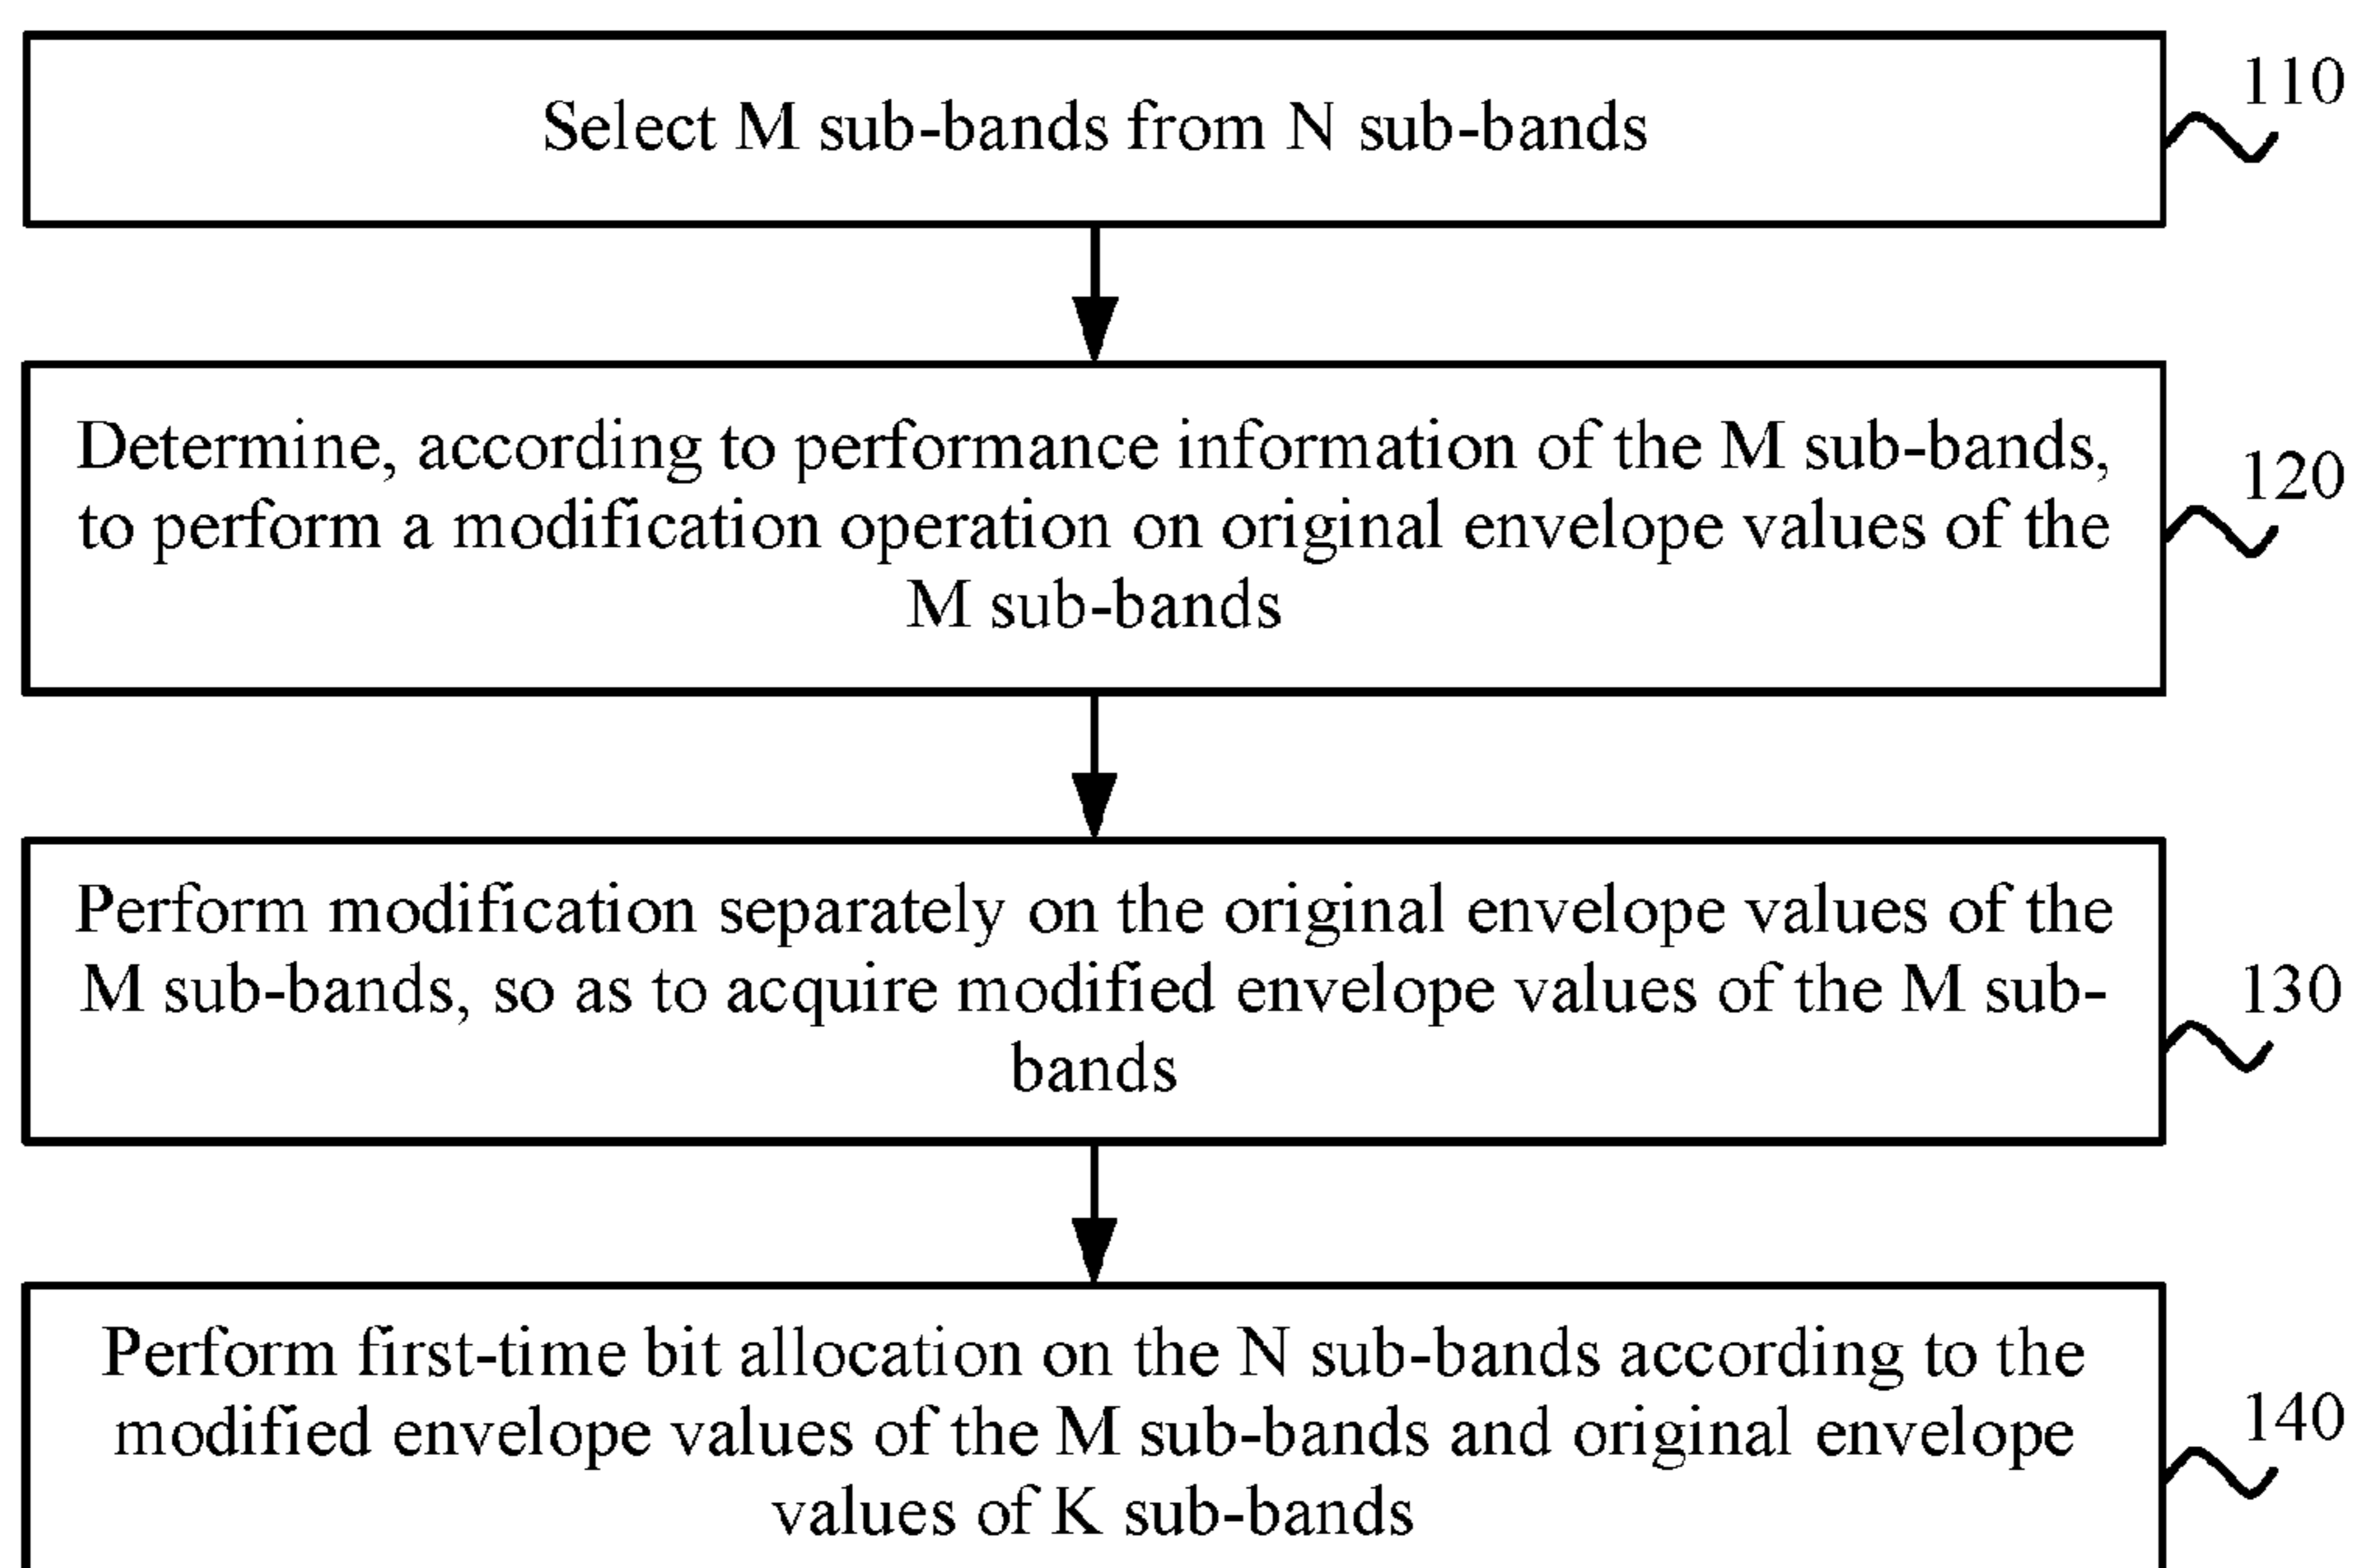 Select M sub-bands from N sub-bands
110
Determine, according to performance information of the M sub-bands,
to perform a modification operation on original envelope values of the
M sub-bands
120
Perform modification separately on the original envelope values of the
M sub-bands, so as to acquire modified envelope values of the M sub-
bands
130
Perform first-time bit allocation on the N sub-bands according to the
modified envelope values of the M sub-bands and original envelope
values of K sub-bands
140